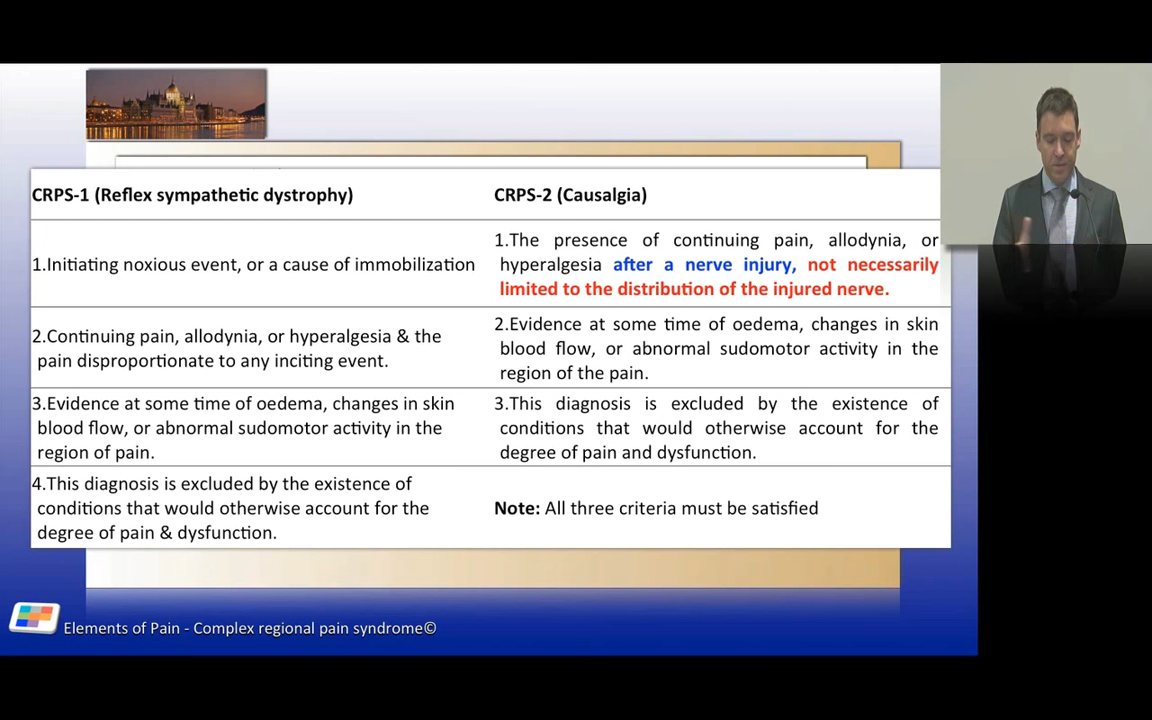 CRPS-1 (Reflex sympathetic dystrophy)
CRPS-2 (Causalgia)
1.Initiating noxious event, or a cause of immobilization
1.The presence of continuing pain, allodynia, or
hyperalgesia after a nerve injury, not necessarily
limited to the distribution of the injured nerve.
2.Continuing pain, allodynia, or hyperalgesia & the
pain disproportionate to any inciting event.
2.Evidence at some time of oedema, changes in skin
blood flow, or abnormal sudomotor activity in the
region of the pain.
3.Evidence at some time of oedema, changes in skin
blood flow, or abnormal sudomotor activity in the
region of pain.
3.This diagnosis is excluded by the existence of
conditions that would otherwise account for the
degree of pain and dysfunction.
4.This diagnosis is excluded by the existence of
conditions that would otherwise account for the
degree of pain & dysfunction.
Note: All three criteria must be satisfied
Elements of Pain - Complex regional pain syndrome©